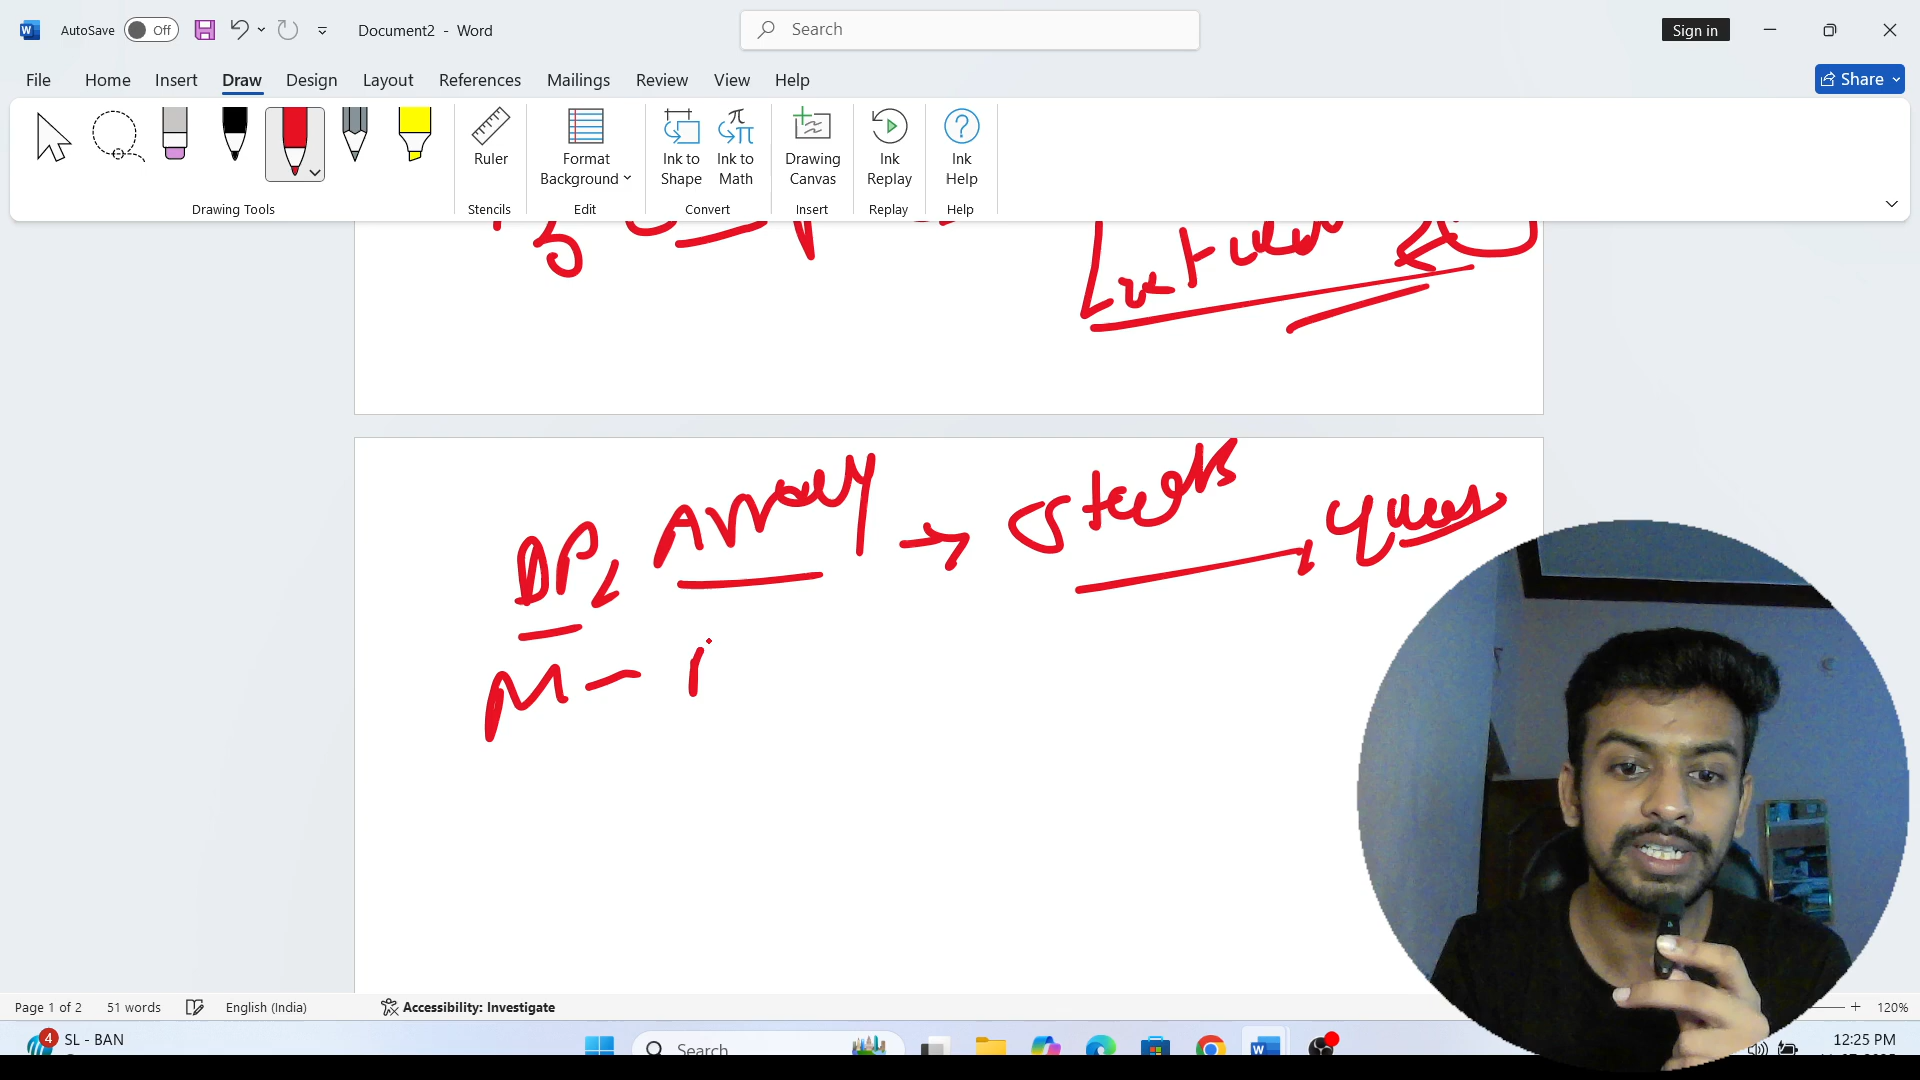 AutoSave Off Document2 - Word Search Sign in
File Home Insert Draw Design Layout References Mailings Review View Help Share
Ruler
Format Background
Ink to Shape
Ink to Math
Drawing Canvas
Ink Replay
Ink Help
Drawing Tools Stencils Edit Convert Insert Replay Help
DP, Array → Stacks, Queues
M -
Page 1 of 2 51 words English (India) Accessibility: Investigate 120%
4 SL - BAN
Search
12:25 PM